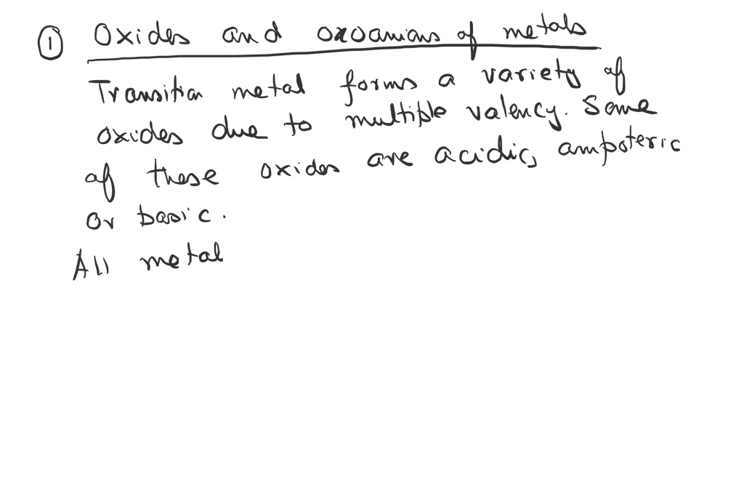 ① Oxides and oxoanions of metals
Transition metal forms a variety of
oxides due to multiple valency. Some
of these oxides are acidic, ampoteric
or basic.
All metal